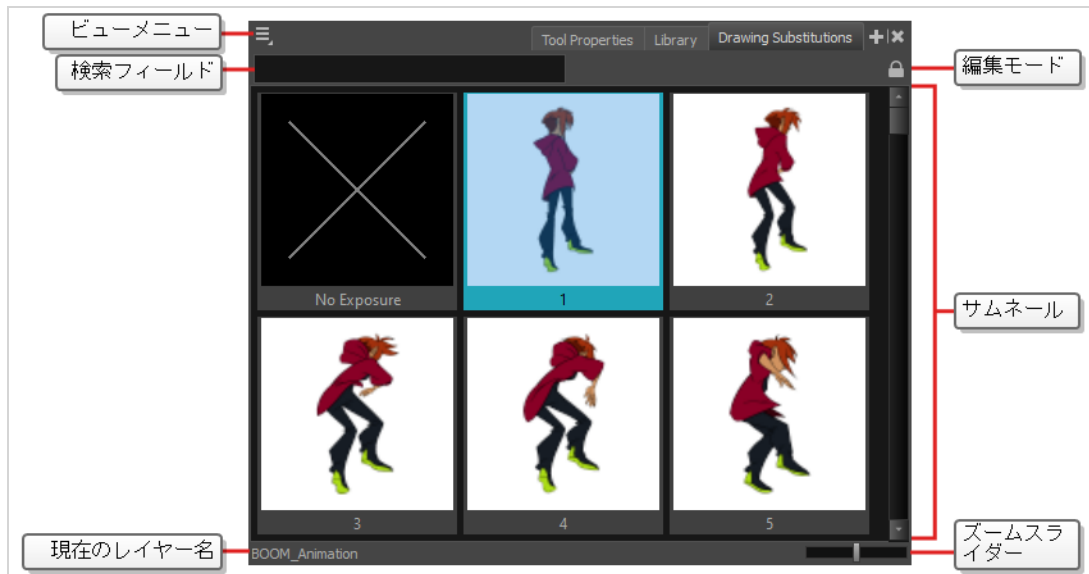 ビューメニュー
Tool Properties
Library
Drawing Substitutions
検索フィールド
編集モード
No Exposure
1
2
サムネール
3
4
5
現在のレイヤー名
BOOM_Animation
ズームスラ
イダー